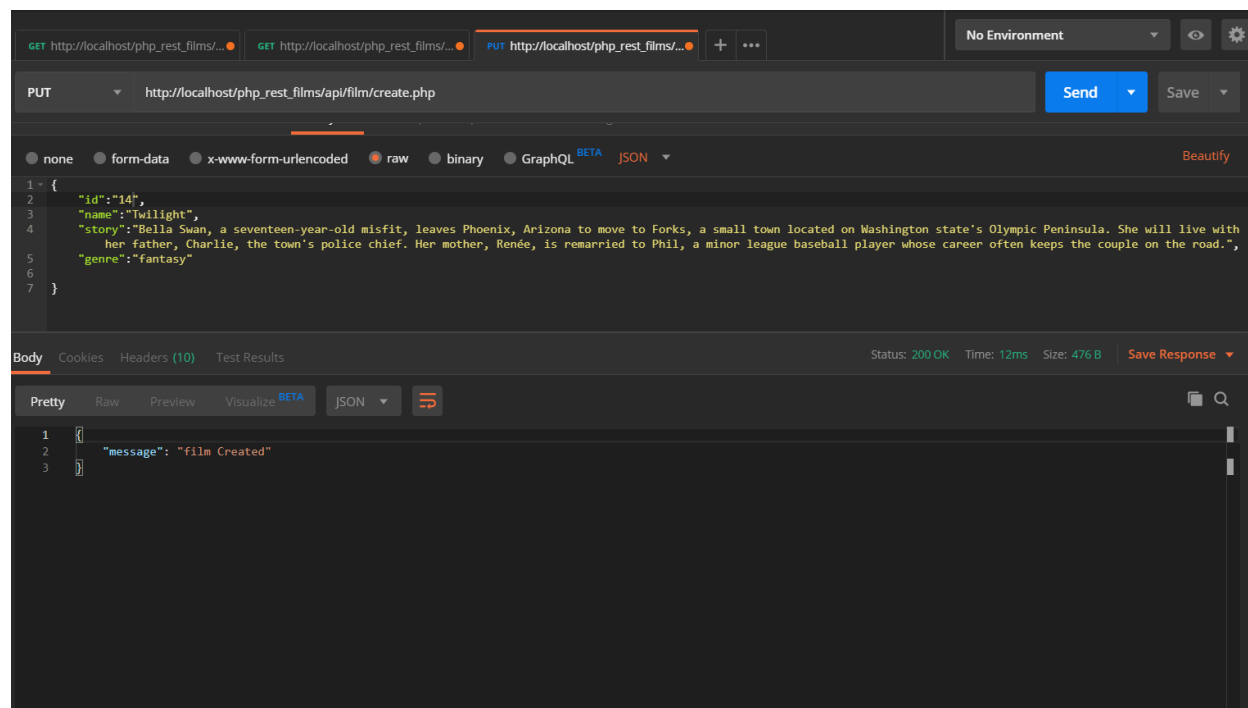 GET http://localhost/php_rest_films/... GET http://localhost/php_rest_films/... PUT http://localhost/php_rest_films/... + ••• No Environment
PUT http://localhost/php_rest_films/api/film/create.php Send Save
none form-data x-www-form-urlencoded raw binary GraphQL BETA JSON Beautify
1 {
2 "id":"14",
3 "name":"Twilight",
4 "story":"Bella Swan, a seventeen-year-old misfit, leaves Phoenix, Arizona to move to Forks, a small town located on Washington state's Olympic Peninsula. She will live with
her father, Charlie, the town's police chief. Her mother, Renée, is remarried to Phil, a minor league baseball player whose career often keeps the couple on the road.",
5 "genre":"fantasy"
6
7 }
Body Cookies Headers (10) Test Results Status: 200 OK Time: 12ms Size: 476 B Save Response
Pretty Raw Preview Visualize BETA JSON
1 {
2 "message": "film Created"
3 }